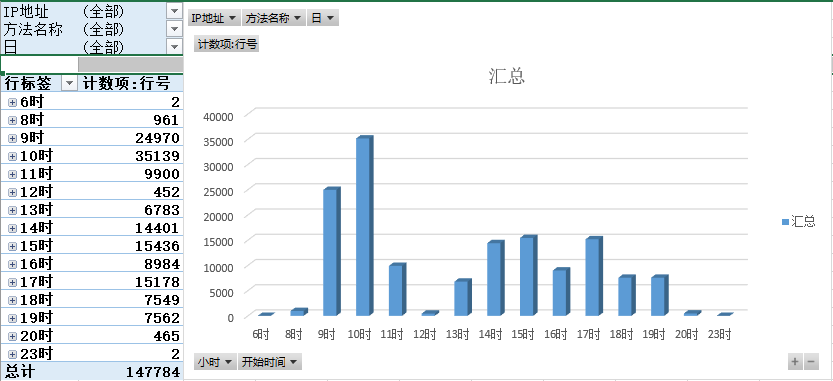 IP地址 (全部)
方法名称 (全部)
日 (全部)
行标签 计数项:行号
6时 2
8时 961
9时 24970
10时 35139
11时 9900
12时 452
13时 6783
14时 14401
15时 15436
16时 8984
17时 15178
18时 7549
19时 7562
20时 465
23时 2
总计 147784
IP地址 方法名称 日
计数项:行号
汇总
40000
35000
30000
25000
20000
15000
10000
5000
0
6时 8时 9时 10时 11时 12时 13时 14时 15时 16时 17时 18时 19时 20时 23时
汇总
小时 开始时间